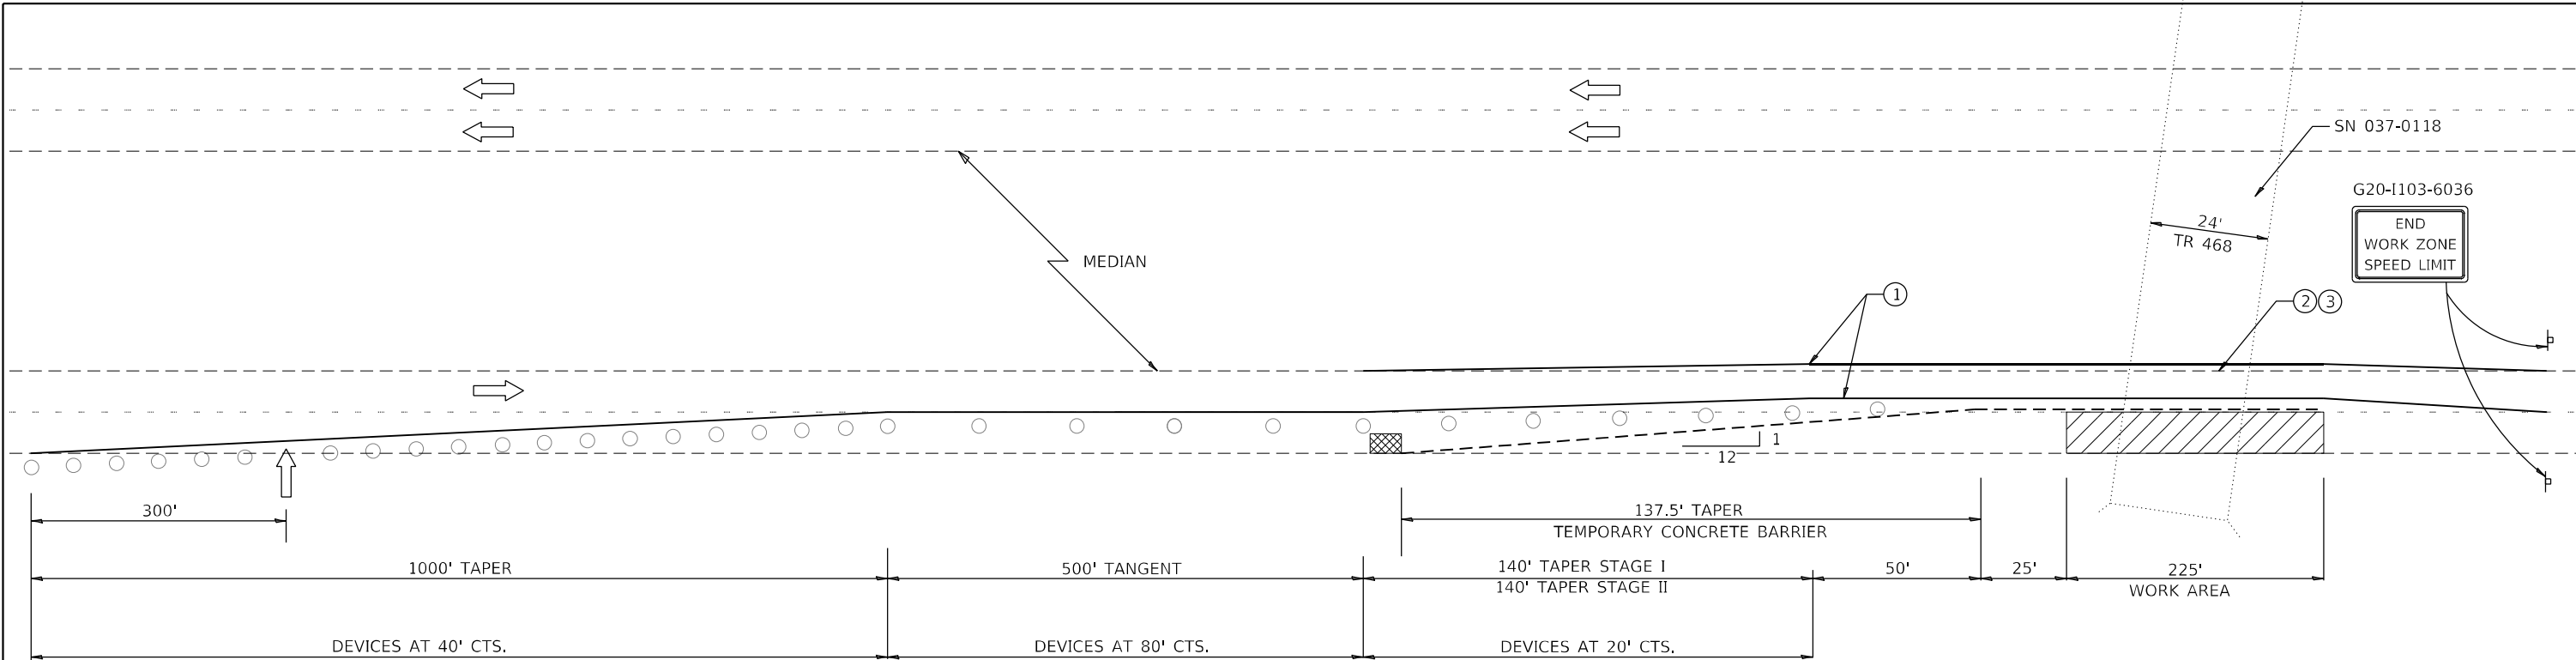 SN 037-0118
G20-I103-6036
END
WORK ZONE
SPEED LIMIT
24'
TR 468
MEDIAN
1
2 3
1
12
300'
137.5' TAPER
TEMPORARY CONCRETE BARRIER
1000' TAPER
500' TANGENT
140' TAPER STAGE I
140' TAPER STAGE II
50'
25'
225'
WORK AREA
DEVICES AT 40' CTS.
DEVICES AT 80' CTS.
DEVICES AT 20' CTS.